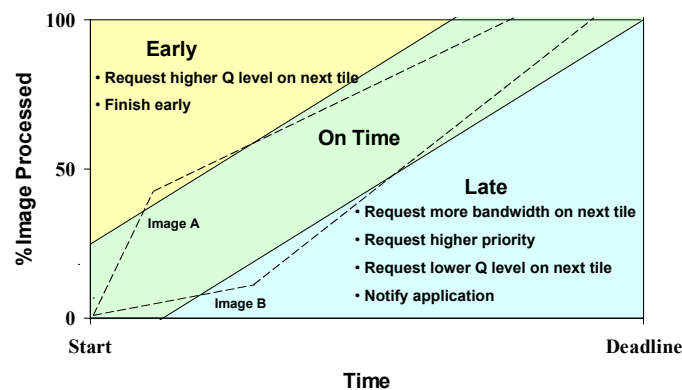 100
Early
• Request higher Q level on next tile
• Finish early
On Time
% Image Processed
50
Late
Image A
• Request more bandwidth on next tile
• Request higher priority
• Request lower Q level on next tile
• Notify application
Image B
0
Start
Deadline
Time